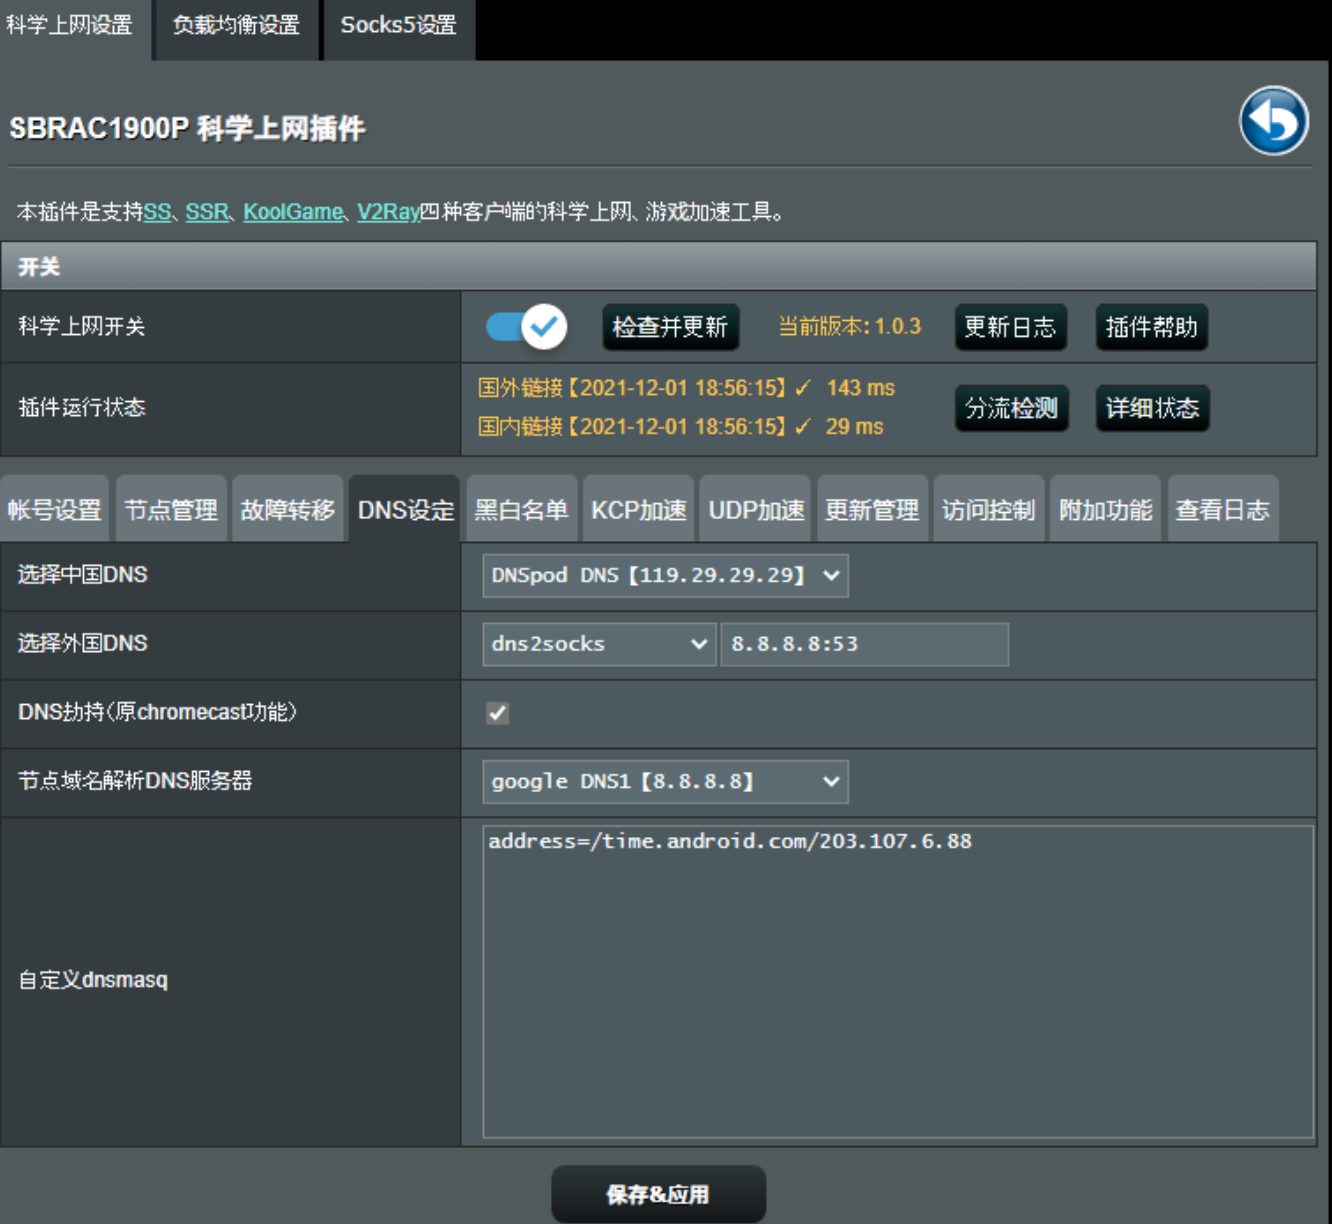 科学上网设置 负载均衡设置 Socks5设置
SBRAC1900P 科学上网插件
本插件是支持SS、SSR、KoolGame、V2Ray四种客户端的科学上网、游戏加速工具。
开关
科学上网开关 检查并更新 当前版本: 1.0.3 更新日志 插件帮助
插件运行状态 国外链接【2021-12-01 18:56:15】✓ 143 ms 分流检测 详细状态
国内链接【2021-12-01 18:56:15】✓ 29 ms
帐号设置 节点管理 故障转移 DNS设定 黑白名单 KCP加速 UDP加速 更新管理 访问控制 附加功能 查看日志
选择中国DNS DNSpod DNS【119.29.29.29】
选择外国DNS dns2socks 8.8.8.8:53
DNS劫持(原chromecast功能)
节点域名解析DNS服务器 google DNS1【8.8.8.8】
address=/time.android.com/203.107.6.88
自定义dnsmasq
保存&应用